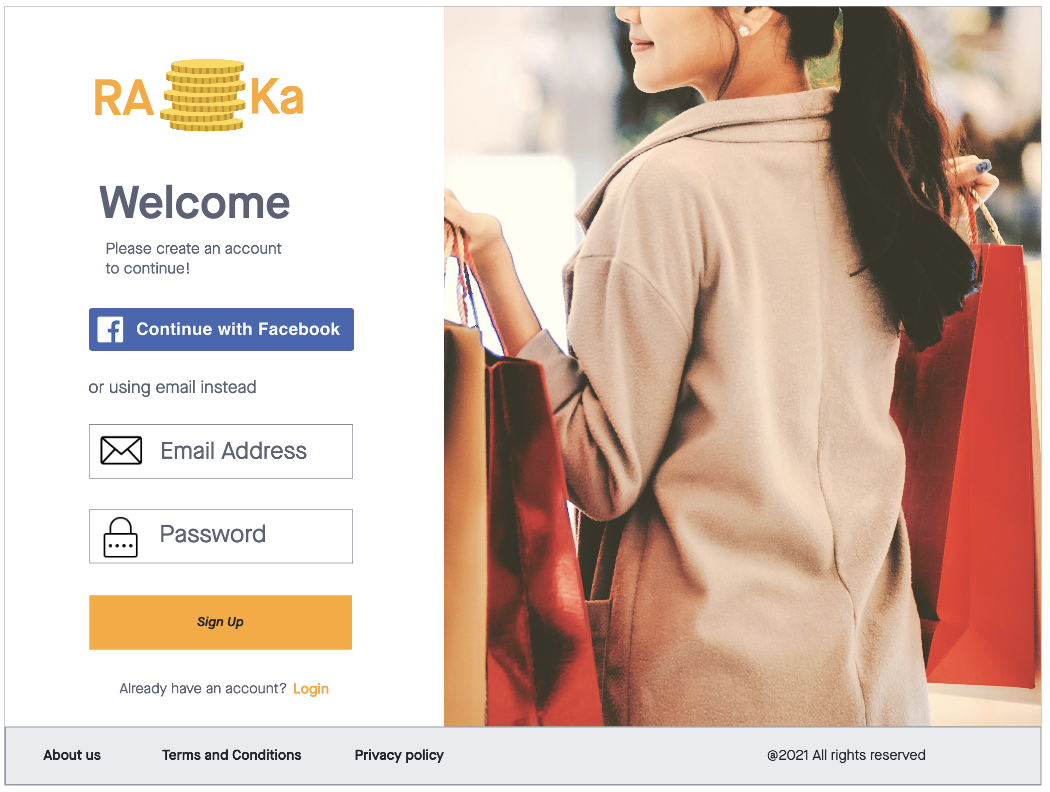 RA Ka
Welcome
Please create an account
to continue!
Continue with Facebook
or using email instead
Email Address
Password
Sign Up
Already have an account? Login
About us Terms and Conditions Privacy policy @2021 All rights reserved